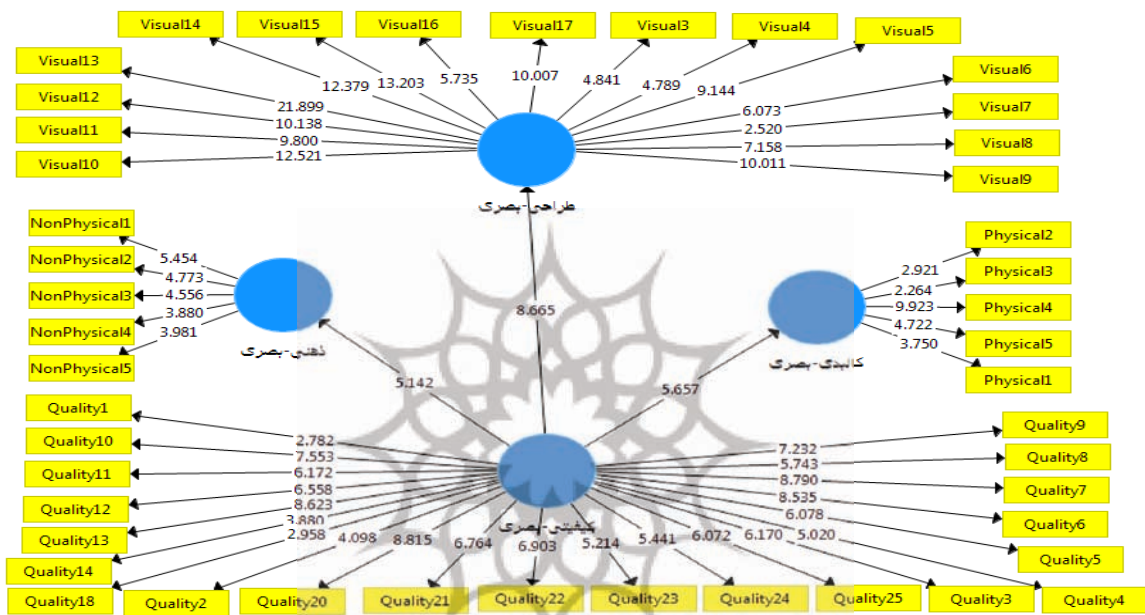 Visual14
Visual15
Visual16
Visual17
Visual3
Visual4
Visual5
Visual13
Visual12
Visual11
Visual10
Visual6
Visual7
Visual8
Visual9
12.379
13.203
5.735
10.007
4.841
4.789
9.144
21.899
10.138
9.800
12.521
6.073
2.520
7.158
10.011
طراحی-بصری
NonPhysical1
NonPhysical2
NonPhysical3
NonPhysical4
NonPhysical5
5.454
4.773
4.556
3.880
3.981
ذهنی-بصری
Physical2
Physical3
Physical4
Physical5
Physical1
2.921
2.264
9.923
4.722
3.750
کالبدی-بصری
8.665
5.142
5.657
Quality1
Quality10
Quality11
Quality12
Quality13
Quality14
Quality18
Quality2
Quality20
Quality21
Quality22
Quality23
Quality24
Quality25
Quality3
Quality4
Quality9
Quality8
Quality7
Quality6
Quality5
2.782
7.553
6.172
6.558
8.623
3.880
2.958
4.098
8.815
6.764
6.903
5.214
5.441
6.072
6.170
5.020
7.232
5.743
8.790
8.535
6.078
کیفیتی-بصری